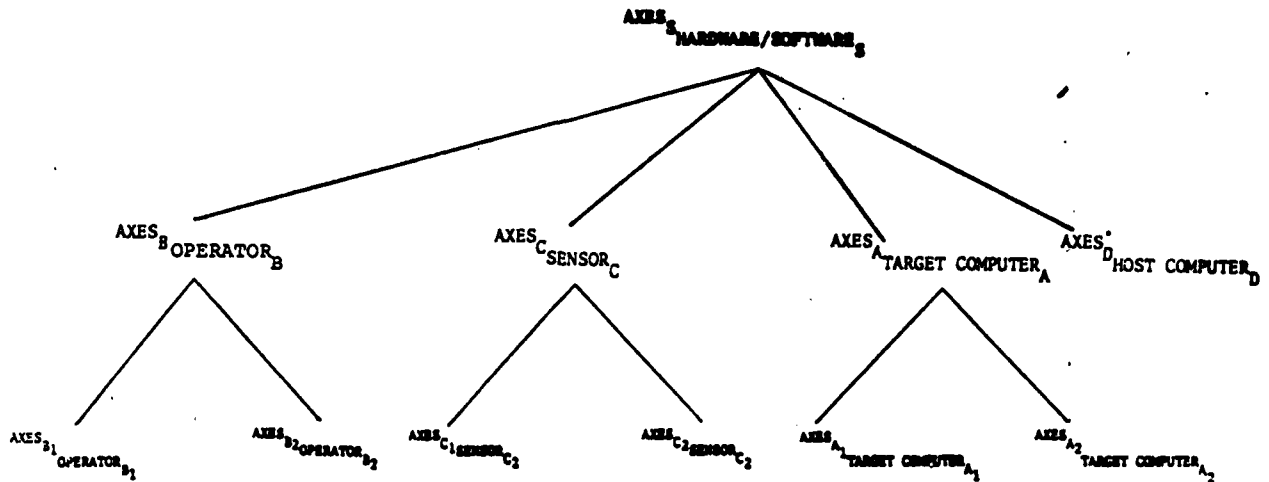 AXES_S HARDWARE/SOFTWARE_S
AXES_B OPERATOR_B
AXES_C SENSOR_C
AXES_A TARGET COMPUTER_A
AXES_D HOST COMPUTER_D
AXES_B1 OPERATOR_B1
AXES_B2 OPERATOR_B2
AXES_C1 SENSOR_C2
AXES_C2 SENSOR_C2
AXES_A1 TARGET COMPUTER_A1
AXES_A2 TARGET COMPUTER_A2